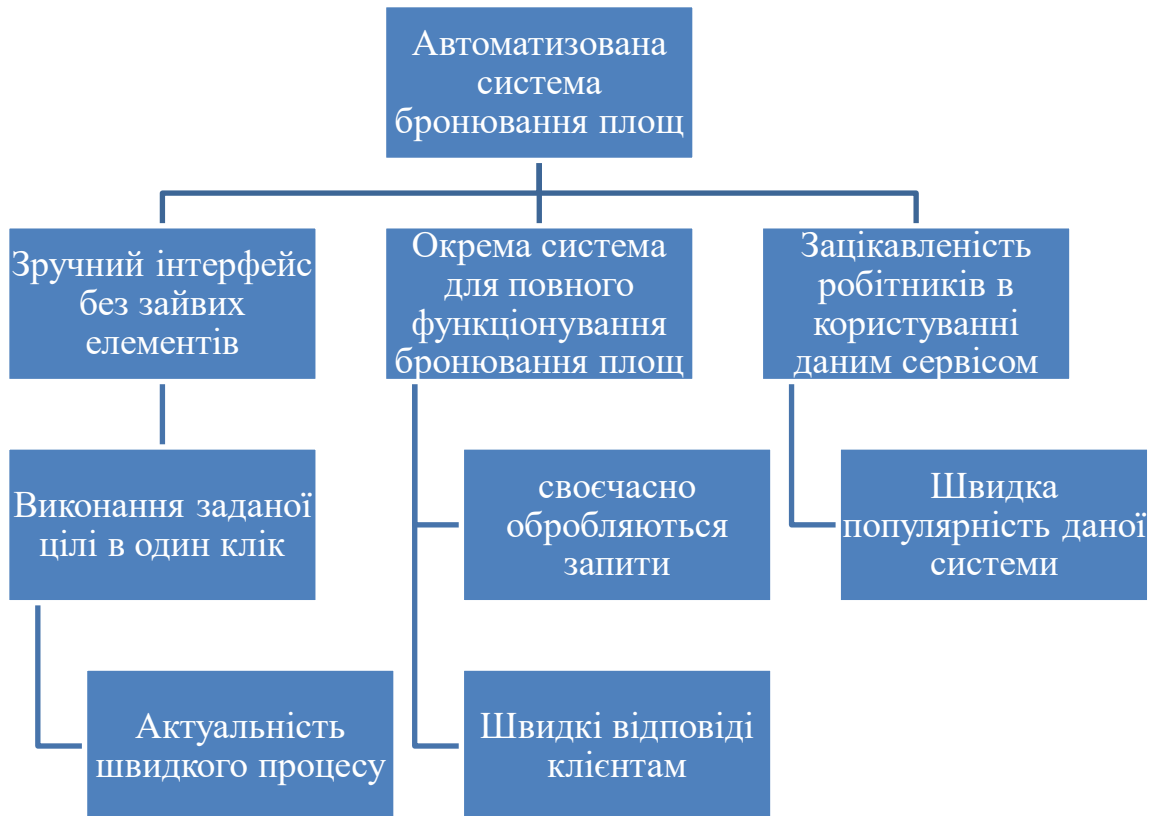 Автоматизована
система
бронювання площ
Зручний інтерфейс
без зайвих
елементів
Окрема система
для повного
функціонування
бронювання площ
Зацікавленість
робітників в
користуванні
даним сервісом
Виконання заданої
цілі в один клік
своєчасно
обробляються
запити
Швидка
популярність даної
системи
Актуальність
швидкого процесу
Швидкі відповіді
клієнтам